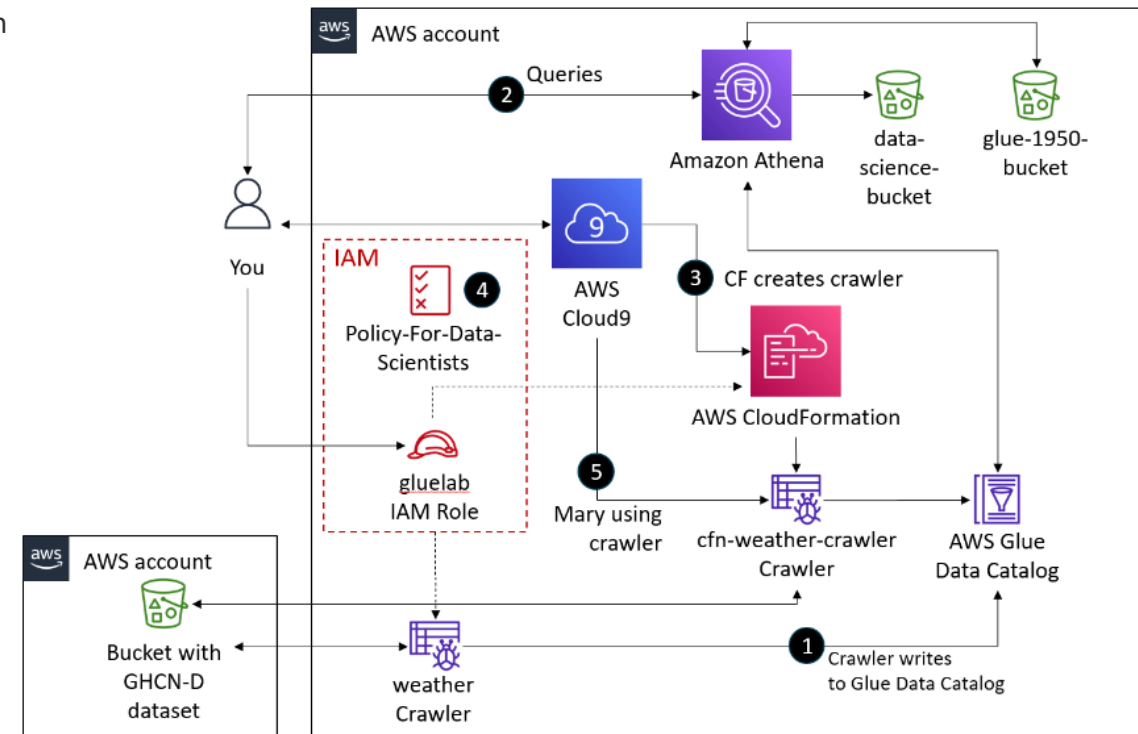 n
aws
AWS account
2
Queries
Amazon Athena
data-
science-
bucket
glue-1950-
bucket
You
9
AWS
Cloud9
3
CF creates crawler
IAM
4
Policy-For-Data-
Scientists
AWS CloudFormation
gluelab
IAM Role
5
Mary using
crawler
cfn-weather-crawler
Crawler
AWS Glue
Data Catalog
aws
AWS account
Bucket with
GHCN-D
dataset
weather
Crawler
1
Crawler writes
to Glue Data Catalog